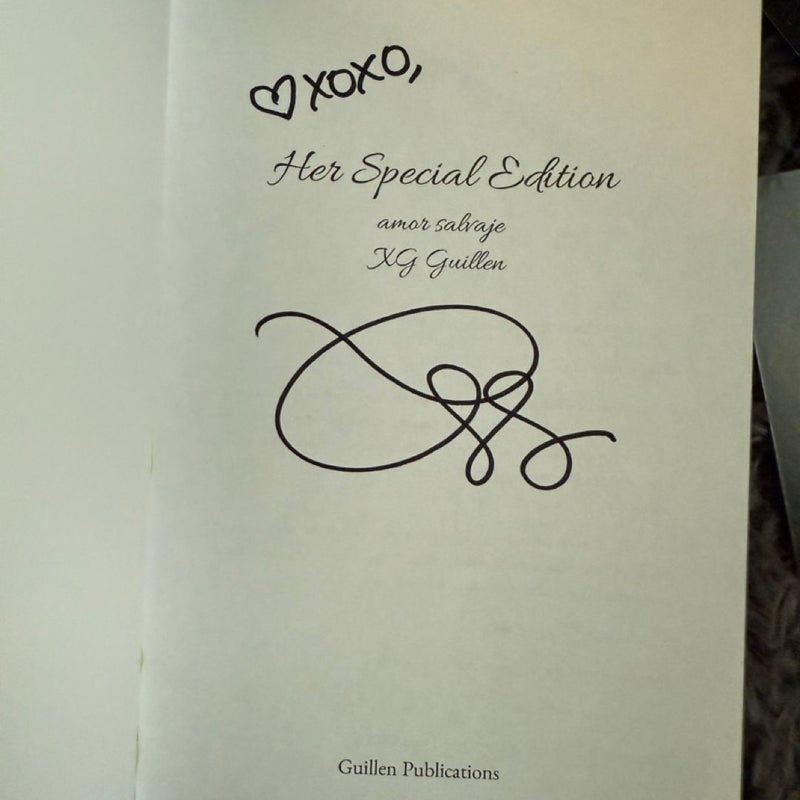 ♡xoxo,
Her Special Edition
amor salvaje
XG Guillen
Guillen Publications